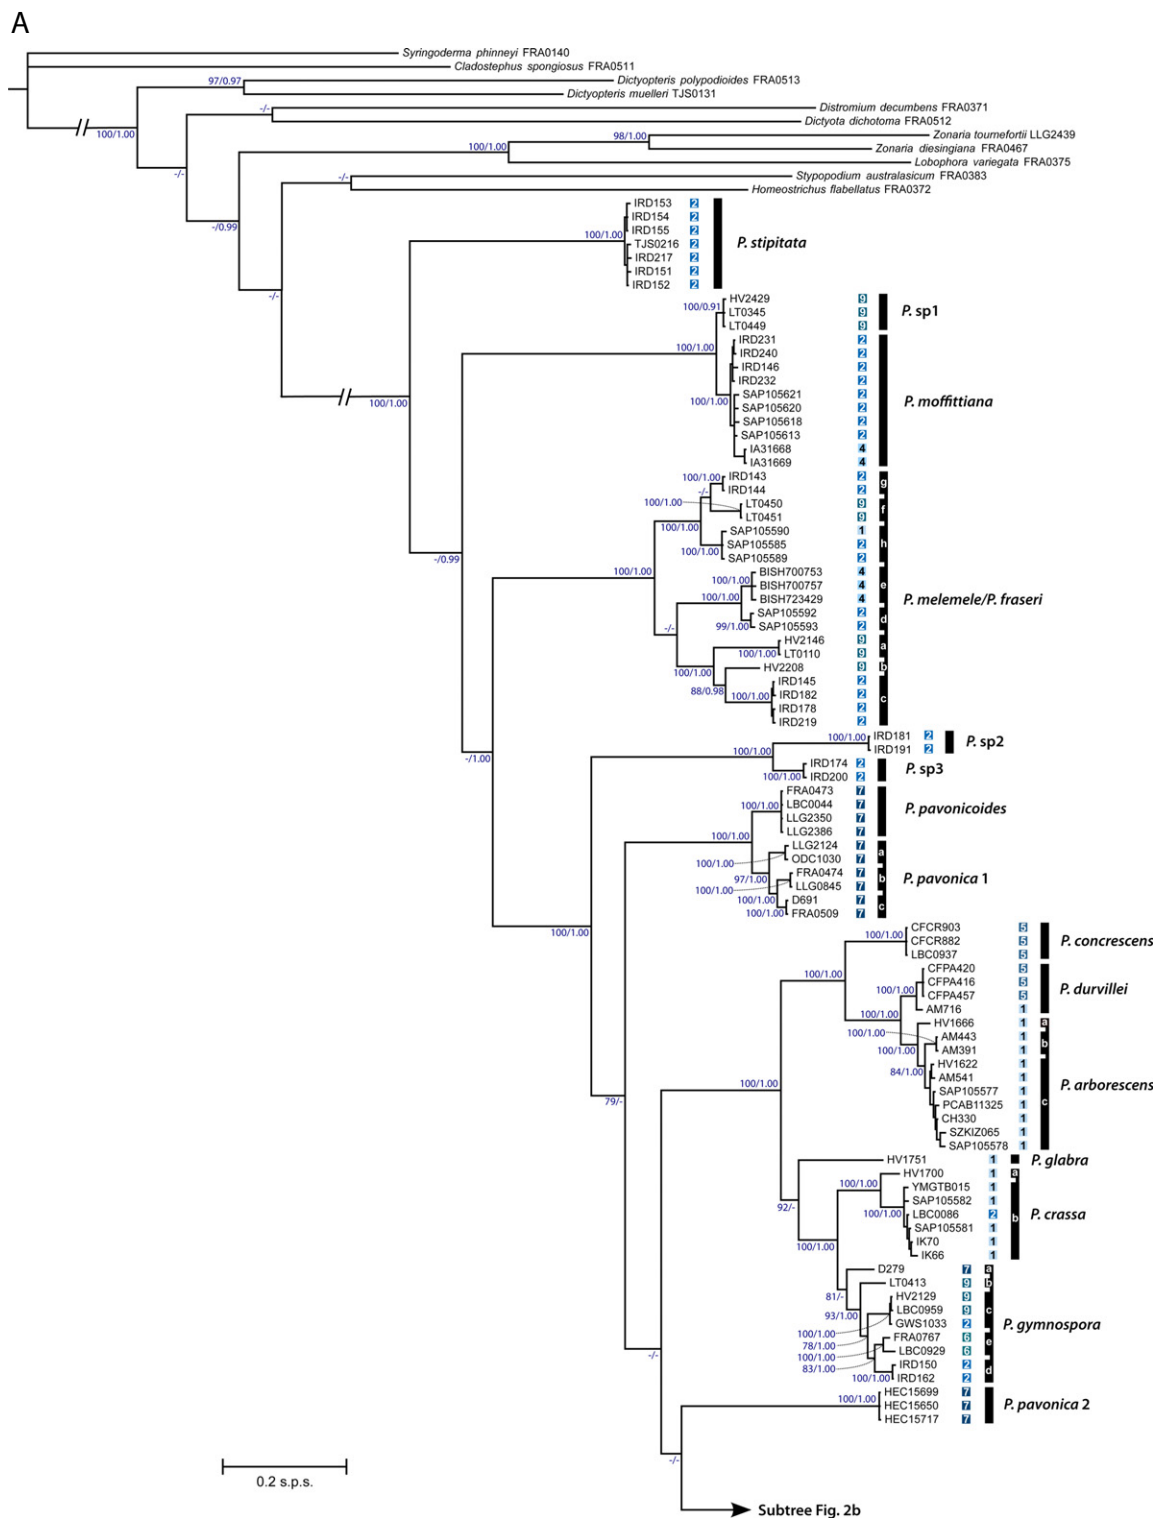 A
Syringoderma phinneyi FRA0140
Cladostephus spongiosus FRA0511
97/0.97
Dictyopteris polypodioides FRA0513
Dictyopteris muelleri TJS0131
-/-
Distromium decumbens FRA0371
100/1.00
Dictyota dichotoma FRA0512
98/1.00
Zonaria tournefortii LLG2439
100/1.00
Zonaria diesingiana FRA0467
Lobophora variegata FRA0375
-/-
-/-
Stypopodium australasicum FRA0383
Homeostrichus flabellatus FRA0372
-/0.99
IRD153 2
IRD154 2
IRD155 2
100/1.00
TJS0216 2
P. stipitata
IRD217 2
IRD151 2
IRD152 2
-/-
HV2429 9
100/0.91
LT0345 9
P. sp1
LT0449 9
IRD231 2
100/1.00
IRD240 2
IRD146 2
IRD232 2
SAP105621 2
100/1.00
100/1.00
P. moffittiana
SAP105620 2
SAP105618 2
SAP105613 2
IA31668 4
IA31669 4
100/1.00
IRD143 2
g
-/-
IRD144 2
100/1.00
LT0450 9
f
LT0451 9
100/1.00
SAP105590 1
SAP105585 2
h
100/1.00
SAP105589 2
-/0.99
100/1.00
BISH700753 4
100/1.00
BISH700757 4
e
100/1.00
BISH723429 4
P. melemele/P. fraseri
SAP105592 2
d
99/1.00
SAP105593 2
-/-
HV2146 9
a
100/1.00
LT0110 9
100/1.00
HV2208 9
b
IRD145 2
88/0.98
100/1.00
IRD182 2
c
IRD178 2
IRD219 2
100/1.00
IRD181 2
P. sp2
100/1.00
IRD191 2
-/1.00
IRD174 2
P. sp3
100/1.00
IRD200 2
FRA0473 7
100/1.00
LBC0044 7
P. pavonicoides
LLG2350 7
LLG2386 7
100/1.00
LLG2124 7
a
100/1.00
ODC1030 7
97/1.00
FRA0474 7
b
P. pavonica 1
100/1.00
LLG0845 7
100/1.00
D691 7
c
100/1.00
FRA0509 7
100/1.00
CFCR903 5
100/1.00
CFCR882 5
P. concrescens
LBC0937 5
CFPA420 5
100/1.00
100/1.00
CFPA416 5
P. durvillei
CFPA457 5
AM716 1
100/1.00
HV1666 1
a
100/1.00
AM443 1
b
100/1.00
AM391 1
84/1.00
HV1622 1
100/1.00
AM541 1
P. arborescens
SAP105577 1
c
79/-
PCAB11325 1
CH330 1
SZKIZ065 1
SAP105578 1
HV1751 1
P. glabra
HV1700 1
a
100/1.00
YMGTB015 1
92/-
SAP105582 1
100/1.00
LBC0086 2
b
P. crassa
SAP105581 1
IK70 1
100/1.00
IK66 1
D279 7
a
LT0413 9
b
81/-
HV2129 9
93/1.00
LBC0959 9
c
100/1.00
GWS1033 2
P. gymnospora
78/1.00
FRA0767 6
e
100/1.00
LBC0929 6
-/-
83/1.00
IRD150 2
d
100/1.00
IRD162 2
HEC15699 7
100/1.00
HEC15650 7
P. pavonica 2
HEC15717 7
-/-
0.2 s.p.s.
Subtree Fig. 2b